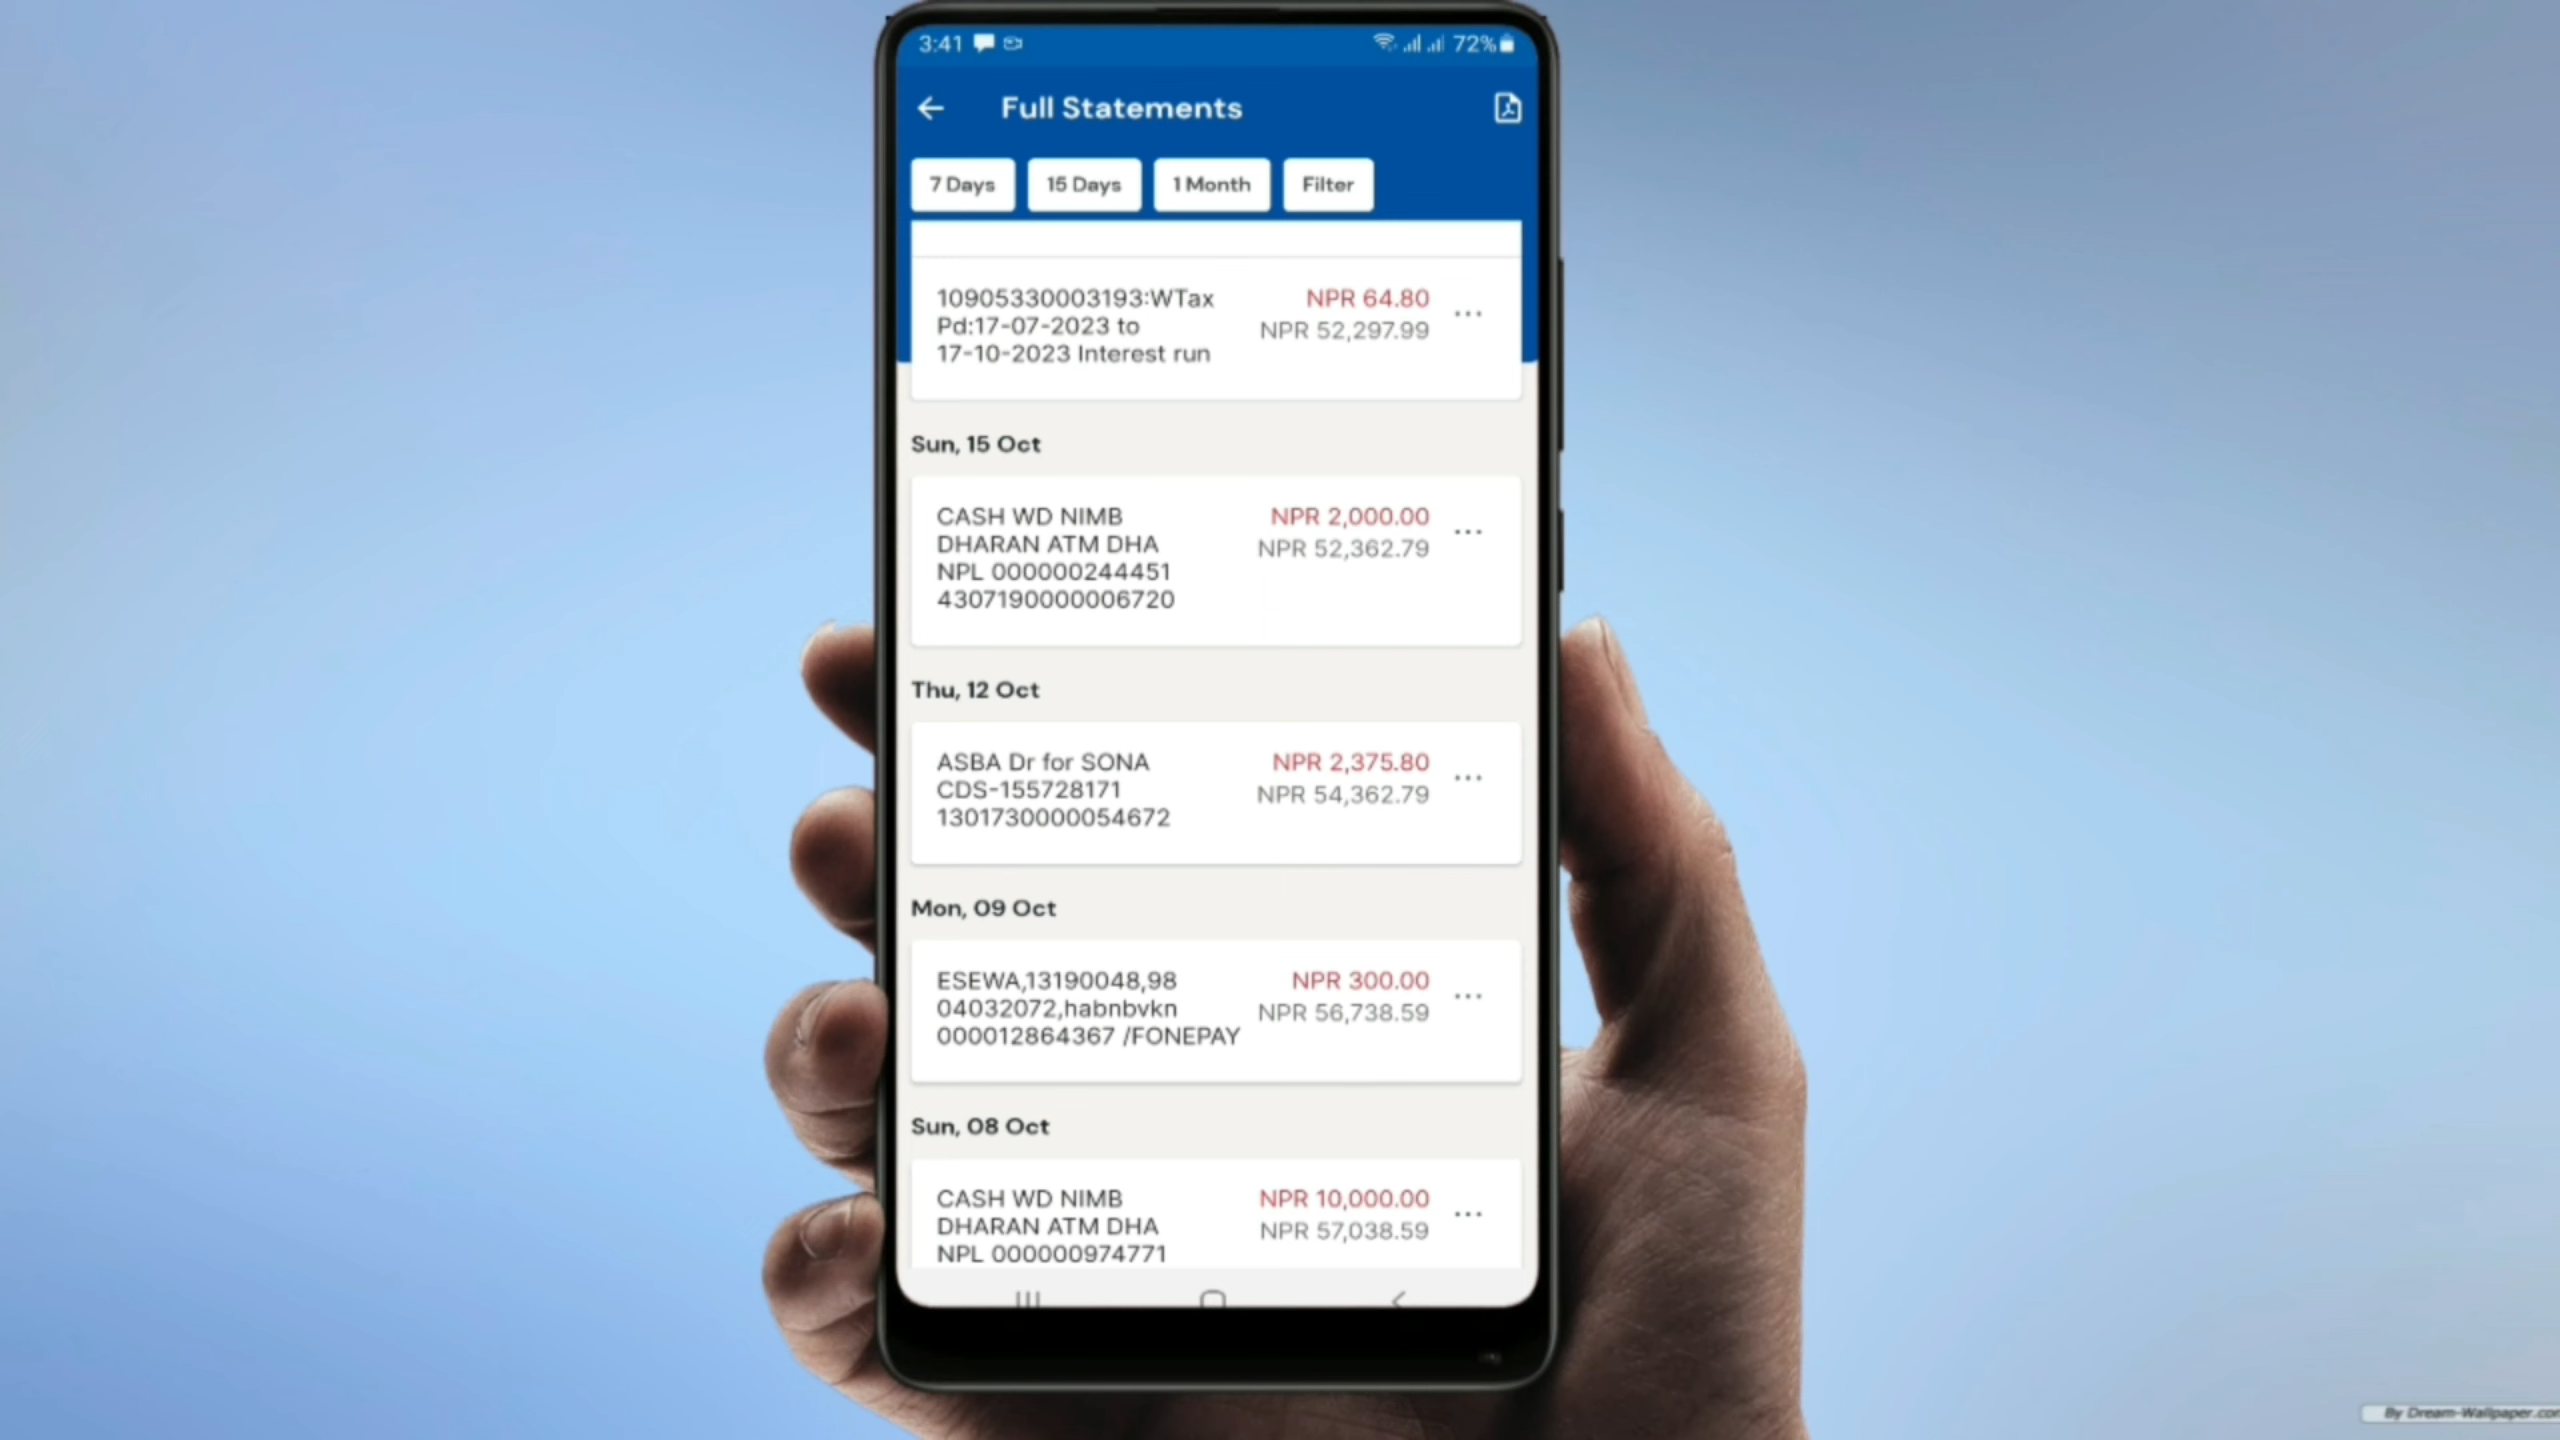 3:41
72%
Full Statements
7 Days
15 Days
1 Month
Filter
10905330003193:WTax
Pd:17-07-2023 to
17-10-2023 Interest run
NPR 64.80
NPR 52,297.99
Sun, 15 Oct
CASH WD NIMB
DHARAN ATM DHA
NPL 000000244451
4307190000006720
NPR 2,000.00
NPR 52,362.79
Thu, 12 Oct
ASBA Dr for SONA
CDS-155728171
1301730000054672
NPR 2,375.80
NPR 54,362.79
Mon, 09 Oct
ESEWA,13190048,98
04032072,habnbvkn
000012864367 /FONEPAY
NPR 300.00
NPR 56,738.59
Sun, 08 Oct
CASH WD NIMB
DHARAN ATM DHA
NPL 000000974771
NPR 10,000.00
NPR 57,038.59
By Dream-Wallpaper.com